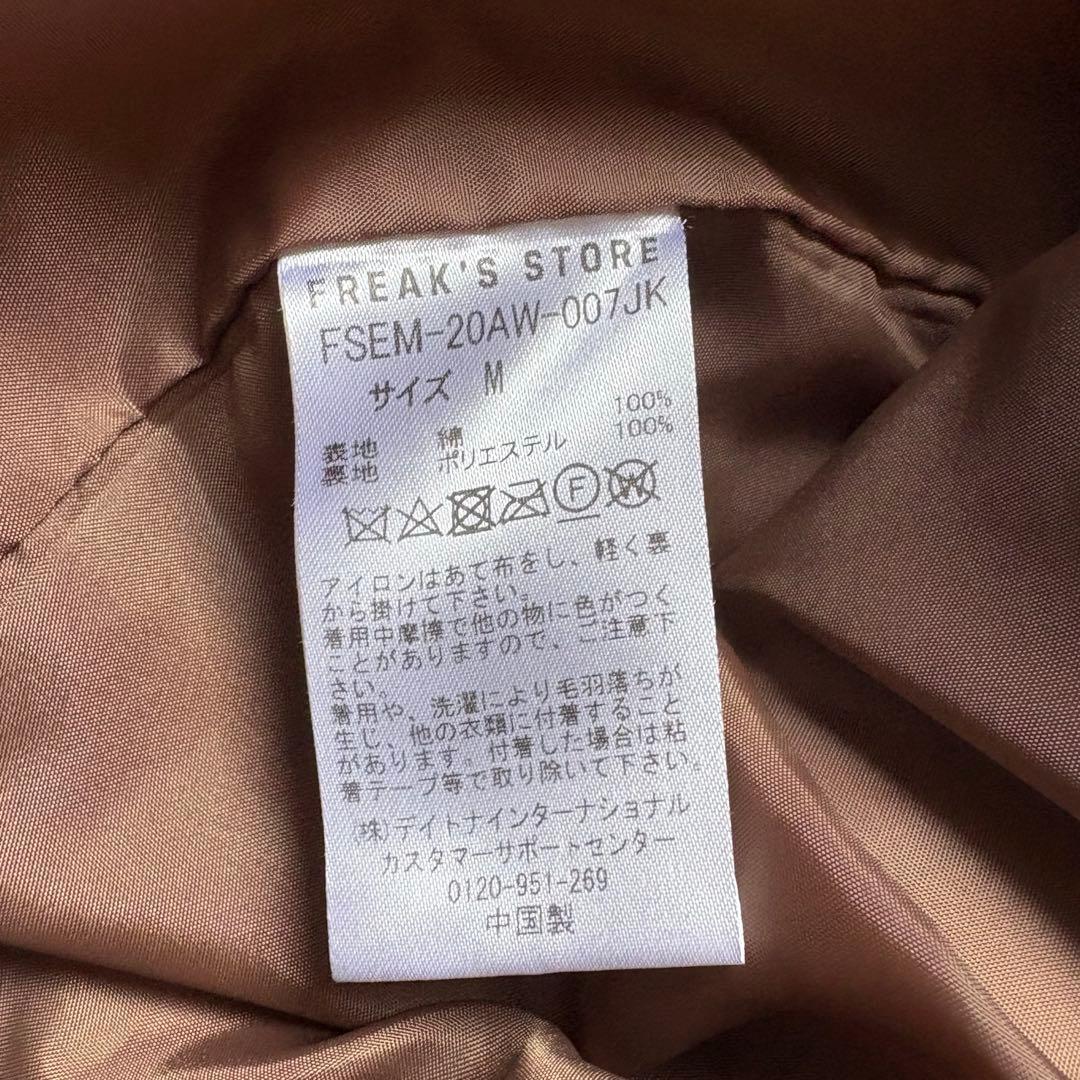 FREAK'S STORE
FSEM-20AW-007JK
サイズ M
表地 綿 100%
裏地 ポリエステル 100%
F
W
アイロンはあて布をし、軽く裏
から掛けて下さい。
着用中摩擦で他の物に色がつく
ことがありますので、ご注意下
さい。
着用や、洗濯により毛羽落ちが
生じ、他の衣類に付着すること
があります。付着した場合は粘
着テープ等で取り除いて下さい。
(株)デイトナインターナショナル
カスタマーサポートセンター
0120-951-269
中国製